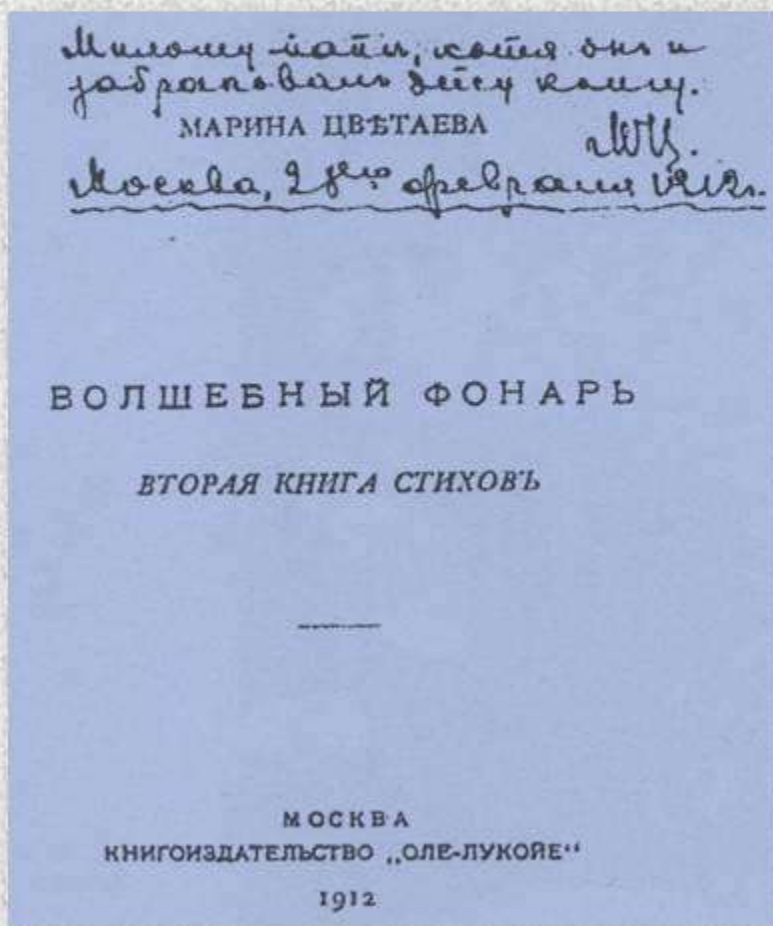 Милому папѣ, хотя онъ и
забраковалъ эту книгу.
МАРИНА ЦВѢТАЕВА
МЦ.
Москва, февраля 1912г.
ВОЛШЕБНЫЙ ФОНАРЬ
ВТОРАЯ КНИГА СТИХОВЪ
МОСКВА
КНИГОИЗДАТЕЛЬСТВО „ОЛЕ-ЛУКОЙЕ“
1912